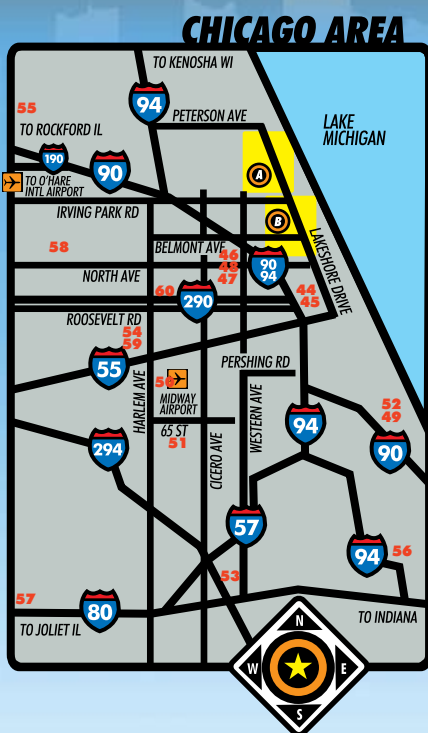 CHICAGO AREA
TO KENOSHA WI
94
PETERSON AVE
55
TO ROCKFORD IL
LAKE
MICHIGAN
190
90
A
TO O'HARE
INTL AIRPORT
IRVING PARK RD
B
BELMONT AVE
LAKESHORE DRIVE
58
46
48
47
90
94
NORTH AVE
60
290
44
45
ROOSEVELT RD
54
59
PERSHING RD
55
HARLEM AVE
MIDWAY
AIRPORT
WESTERN AVE
52
49
65 ST
51
CICERO AVE
94
294
90
57
94
56
53
57
80
TO JOLIET IL
TO INDIANA
N
W
E
S